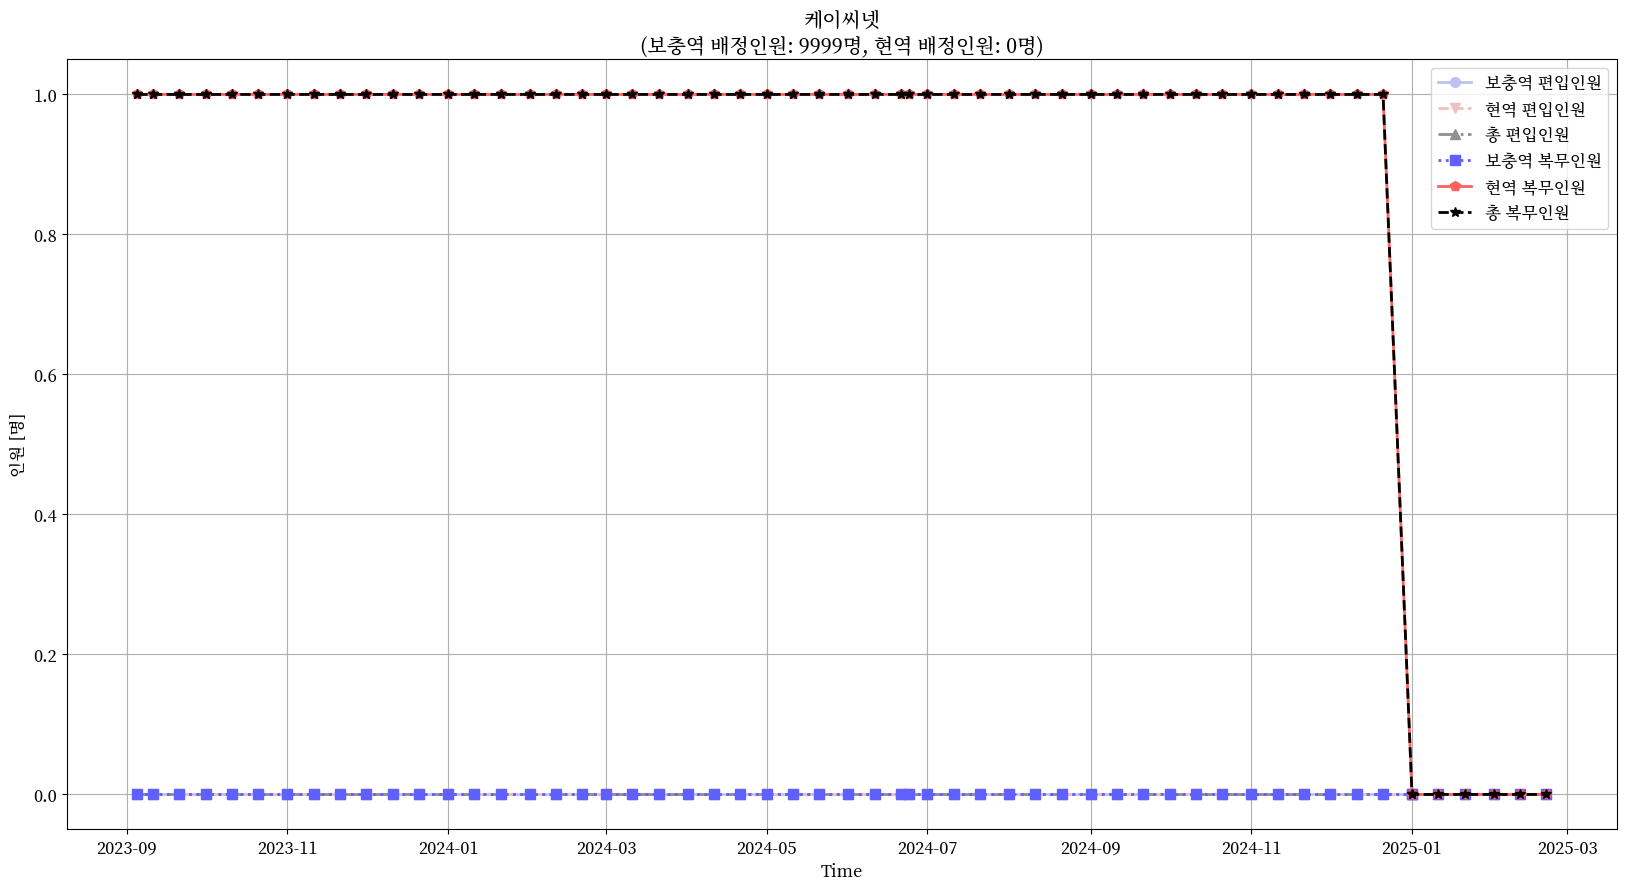 케이씨넷
(보충역 배정인원: 9999명, 현역 배정인원: 0명)
보충역 편입인원
현역 편입인원
총 편입인원
보충역 복무인원
현역 복무인원
총 복무인원
인원 [명]
1.0
0.8
0.6
0.4
0.2
0.0
2023-09
2023-11
2024-01
2024-03
2024-05
2024-07
2024-09
2024-11
2025-01
2025-03
Time